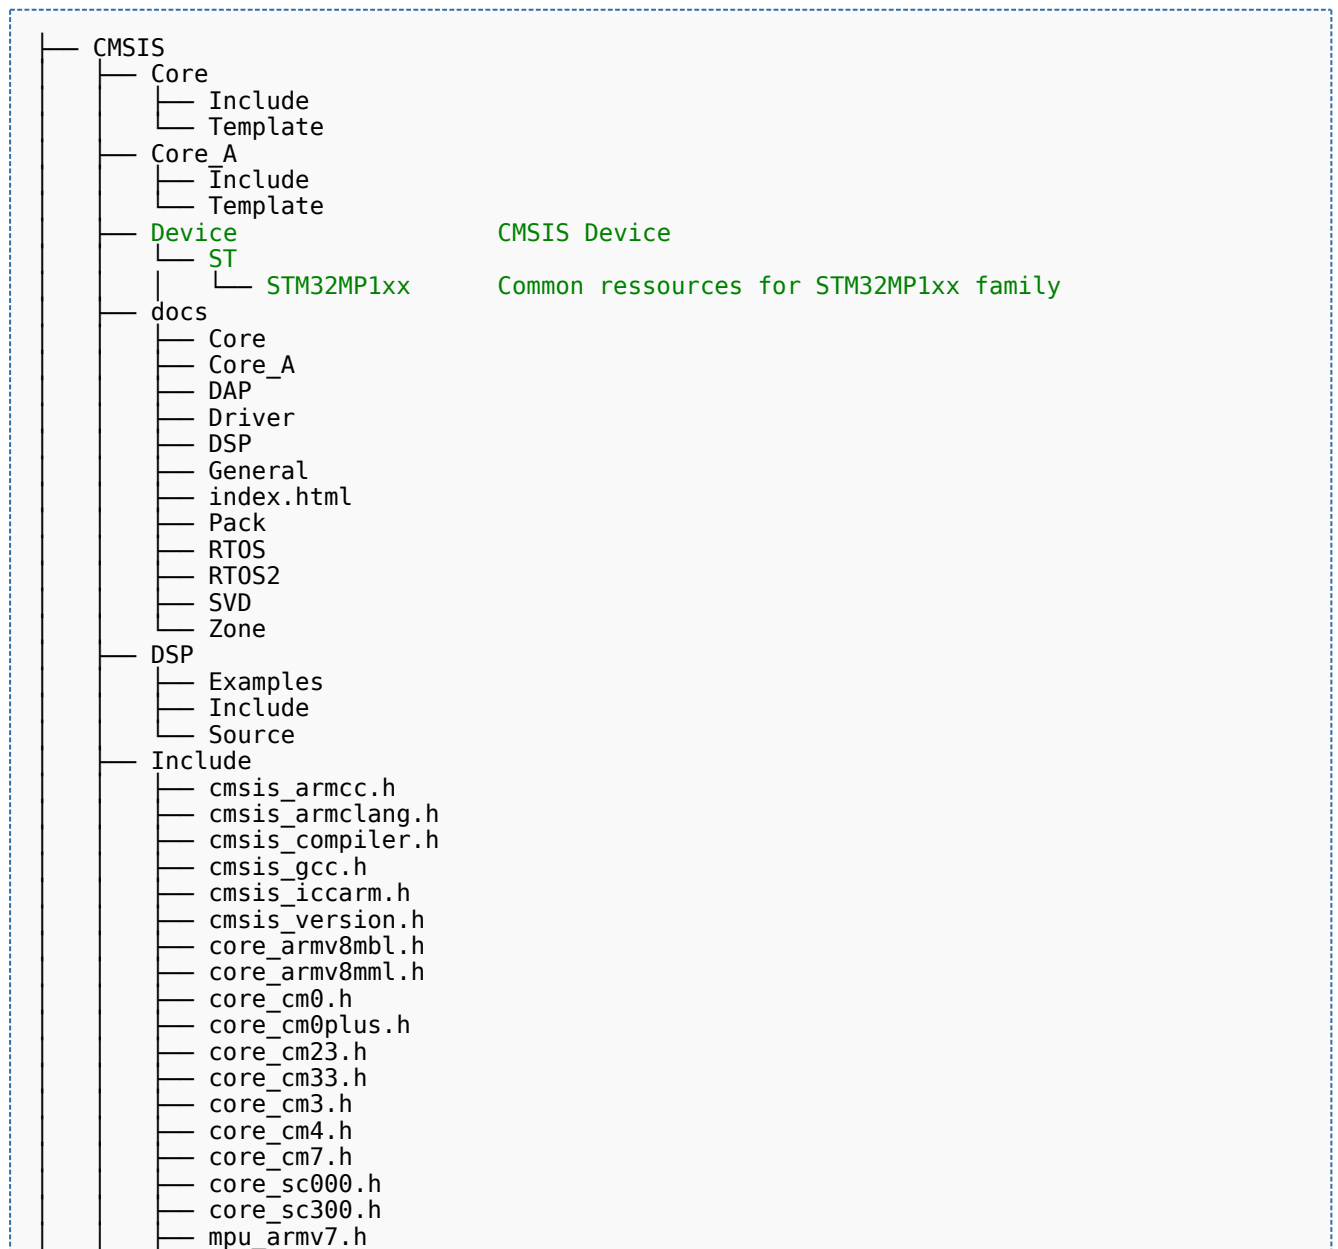 ├── CMSIS
│   ├── Core
│   │   ├── Include
│   │   └── Template
│   ├── Core_A
│   │   ├── Include
│   │   └── Template
│   ├── Device                  CMSIS Device
│   │   └── ST
│   │   │   └── STM32MP1xx      Common ressources for STM32MP1xx family
│   ├── docs
│   │   ├── Core
│   │   ├── Core_A
│   │   ├── DAP
│   │   ├── Driver
│   │   ├── DSP
│   │   ├── General
│   │   ├── index.html
│   │   ├── Pack
│   │   ├── RTOS
│   │   ├── RTOS2
│   │   ├── SVD
│   │   └── Zone
│   ├── DSP
│   │   ├── Examples
│   │   ├── Include
│   │   └── Source
│   ├── Include
│   │   ├── cmsis_armcc.h
│   │   ├── cmsis_armclang.h
│   │   ├── cmsis_compiler.h
│   │   ├── cmsis_gcc.h
│   │   ├── cmsis_iccarm.h
│   │   ├── cmsis_version.h
│   │   ├── core_armv8mbl.h
│   │   ├── core_armv8mml.h
│   │   ├── core_cm0.h
│   │   ├── core_cm0plus.h
│   │   ├── core_cm23.h
│   │   ├── core_cm33.h
│   │   ├── core_cm3.h
│   │   ├── core_cm4.h
│   │   ├── core_cm7.h
│   │   ├── core_sc000.h
│   │   ├── core_sc300.h
│   │   ├── mpu_armv7.h